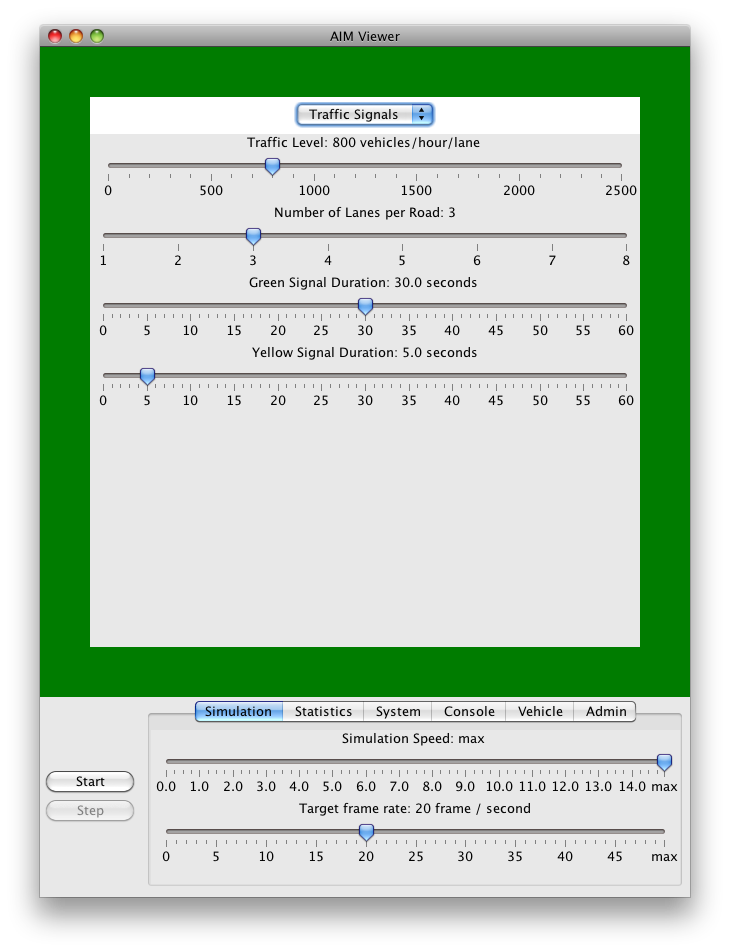 AIM Viewer
Traffic Signals
Traffic Level: 800 vehicles/hour/lane
0 500 1000 1500 2000 2500
Number of Lanes per Road: 3
1 2 3 4 5 6 7 8
Green Signal Duration: 30.0 seconds
0 5 10 15 20 25 30 35 40 45 50 55 60
Yellow Signal Duration: 5.0 seconds
0 5 10 15 20 25 30 35 40 45 50 55 60
Simulation Statistics System Console Vehicle Admin
Simulation Speed: max
Start
0.0 1.0 2.0 3.0 4.0 5.0 6.0 7.0 8.0 9.0 10.0 11.0 12.0 13.0 14.0 max
Step
Target frame rate: 20 frame / second
0 5 10 15 20 25 30 35 40 45 max